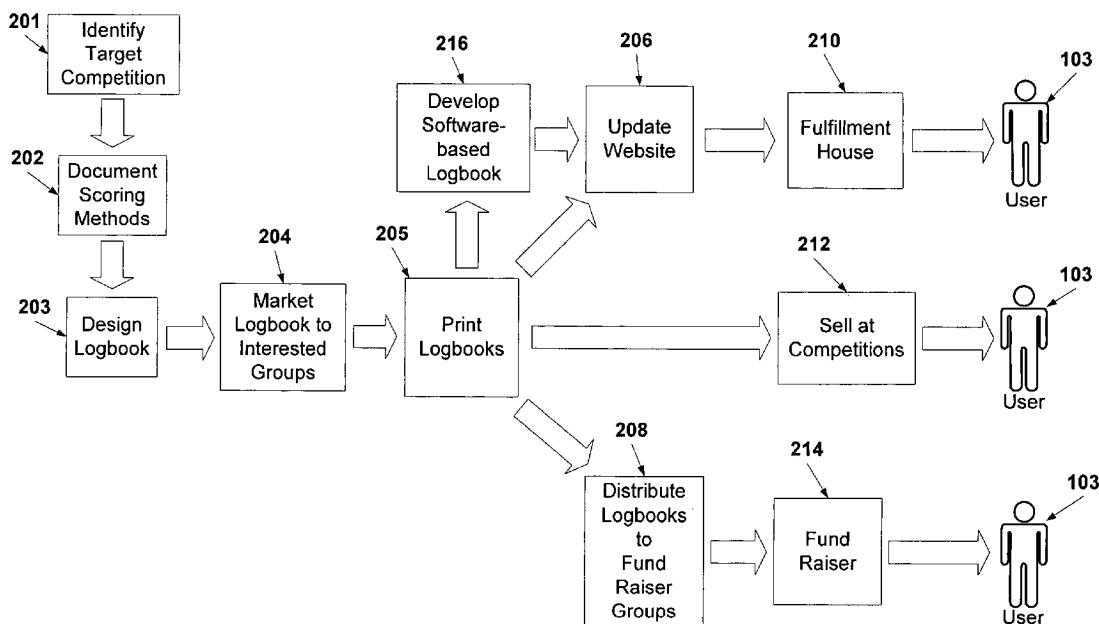 201
Identify
Target
Competition
202
Document
Scoring
Methods
203
Design
Logbook
204
Market
Logbook to
Interested
Groups
205
Print
Logbooks
216
Develop
Software-
based
Logbook
206
Update
Website
210
Fulfillment
House
103
User
212
Sell at
Competitions
103
User
208
Distribute
Logbooks
to
Fund
Raiser
Groups
214
Fund
Raiser
103
User